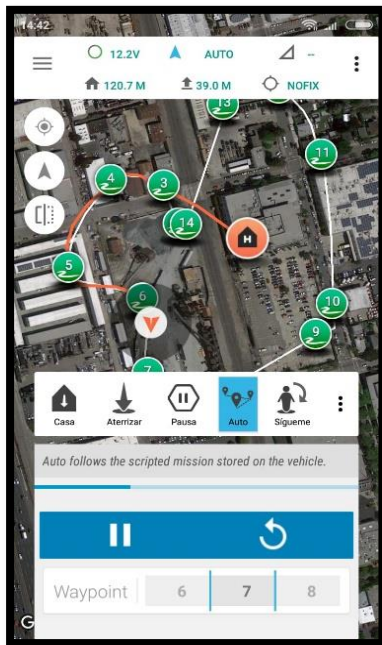 14:42
12.2V AUTO --
120.7 M 39.0 M NOFIX
13
11
4 3
14
H
5
6
10
9
7
Casa Aterrizar Pausa Auto Sígueme
Auto follows the scripted mission stored on the vehicle.
Waypoint 6 7 8
G